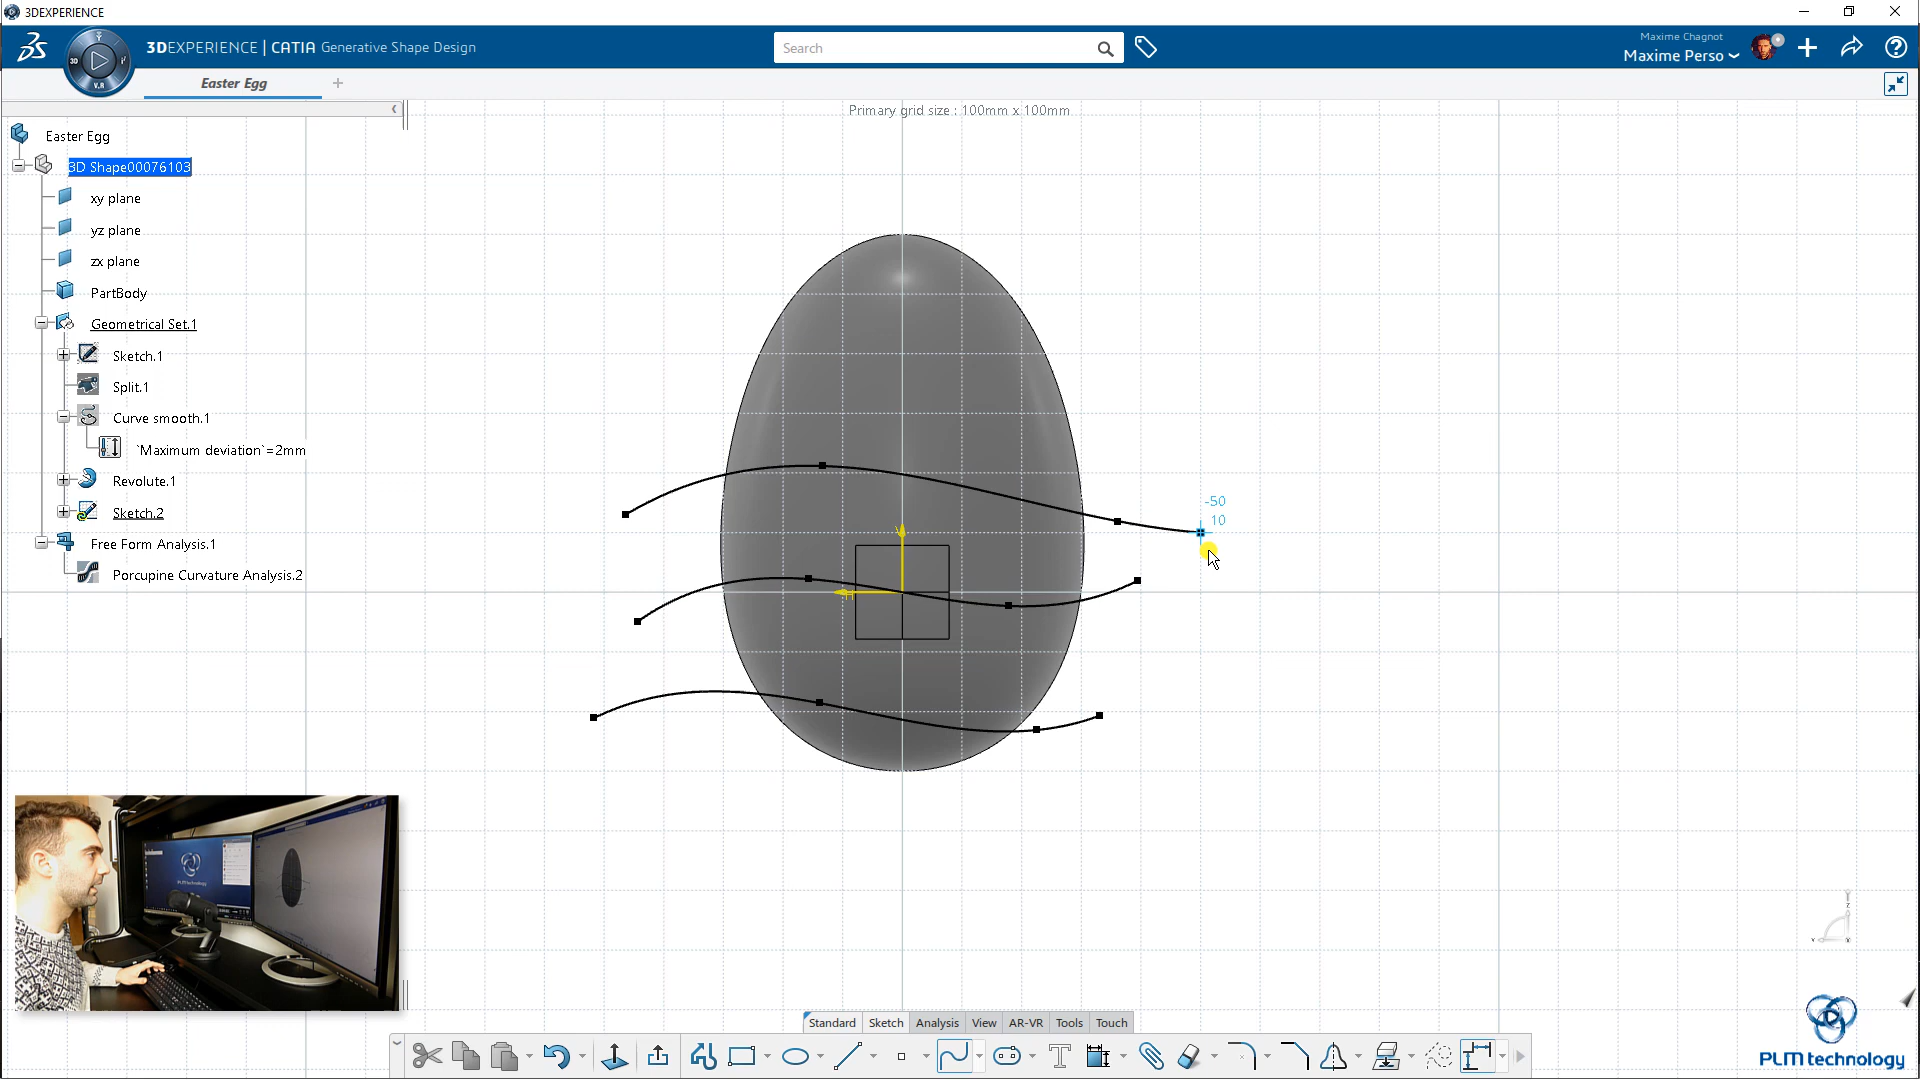 3DEXPERIENCE
3DEXPERIENCE | CATIA Generative Shape Design
Search
Maxime Chagnot
Maxime Perso
3D
V.R
Easter Egg
Primary grid size : 100mm x 100mm
Easter Egg
3D Shape00076103
xy plane
yz plane
zx plane
PartBody
Geometrical Set.1
Sketch.1
Split.1
Curve smooth.1
`Maximum deviation`=2mm
Revolute.1
Sketch.2
Free Form Analysis.1
Porcupine Curvature Analysis.2
-50
10
V
H
PLM technology
Standard
Sketch
Analysis
View
AR-VR
Tools
Touch
PLM technology